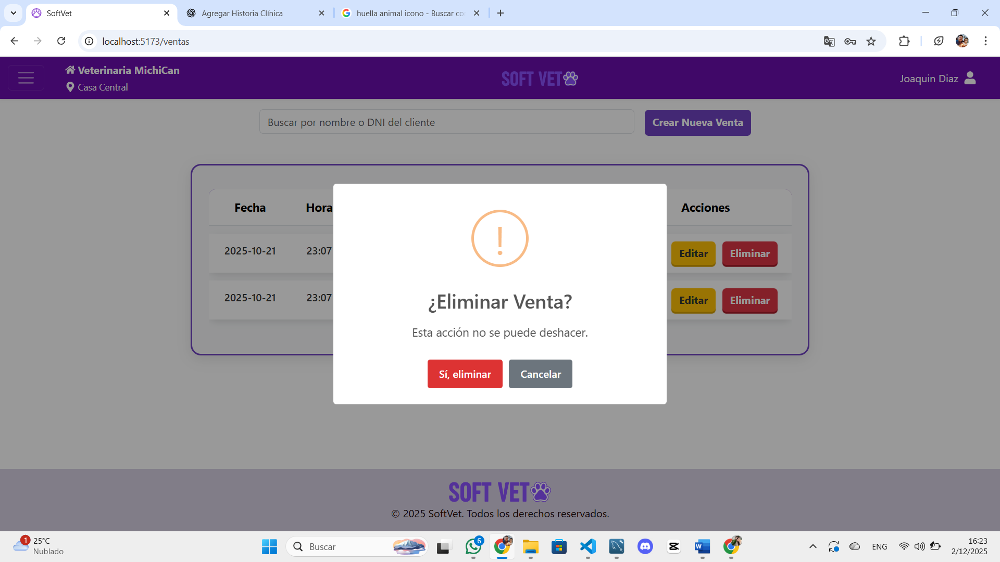 SoftVet
Agregar Historia Clínica
huella animal icono - Buscar co
localhost:5173/ventas
Veterinaria MichiCan
Casa Central
SOFT VET
Joaquin Diaz
Buscar por nombre o DNI del cliente
Crear Nueva Venta
Fecha
Hora
Acciones
2025-10-21
23:07
Editar
Eliminar
2025-10-21
23:07
Editar
Eliminar
!
¿Eliminar Venta?
Esta acción no se puede deshacer.
Sí, eliminar
Cancelar
SOFT VET
© 2025 SoftVet. Todos los derechos reservados.
1
25°C
Nublado
Buscar
6
W
ENG
16:23
2/12/2025